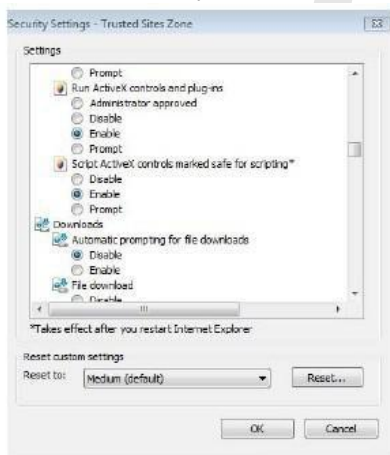 Security Settings - Trusted Sites Zone
Settings
Prompt
Run ActiveX controls and plug-ins
Administrator approved
Disable
Enable
Prompt
Script ActiveX controls marked safe for scripting*
Disable
Enable
Prompt
Downloads
Automatic prompting for file downloads
Disable
Enable
File download
Disable
*Takes effect after you restart Internet Explorer
Reset custom settings
Reset to: Medium (default) Reset...
OK Cancel